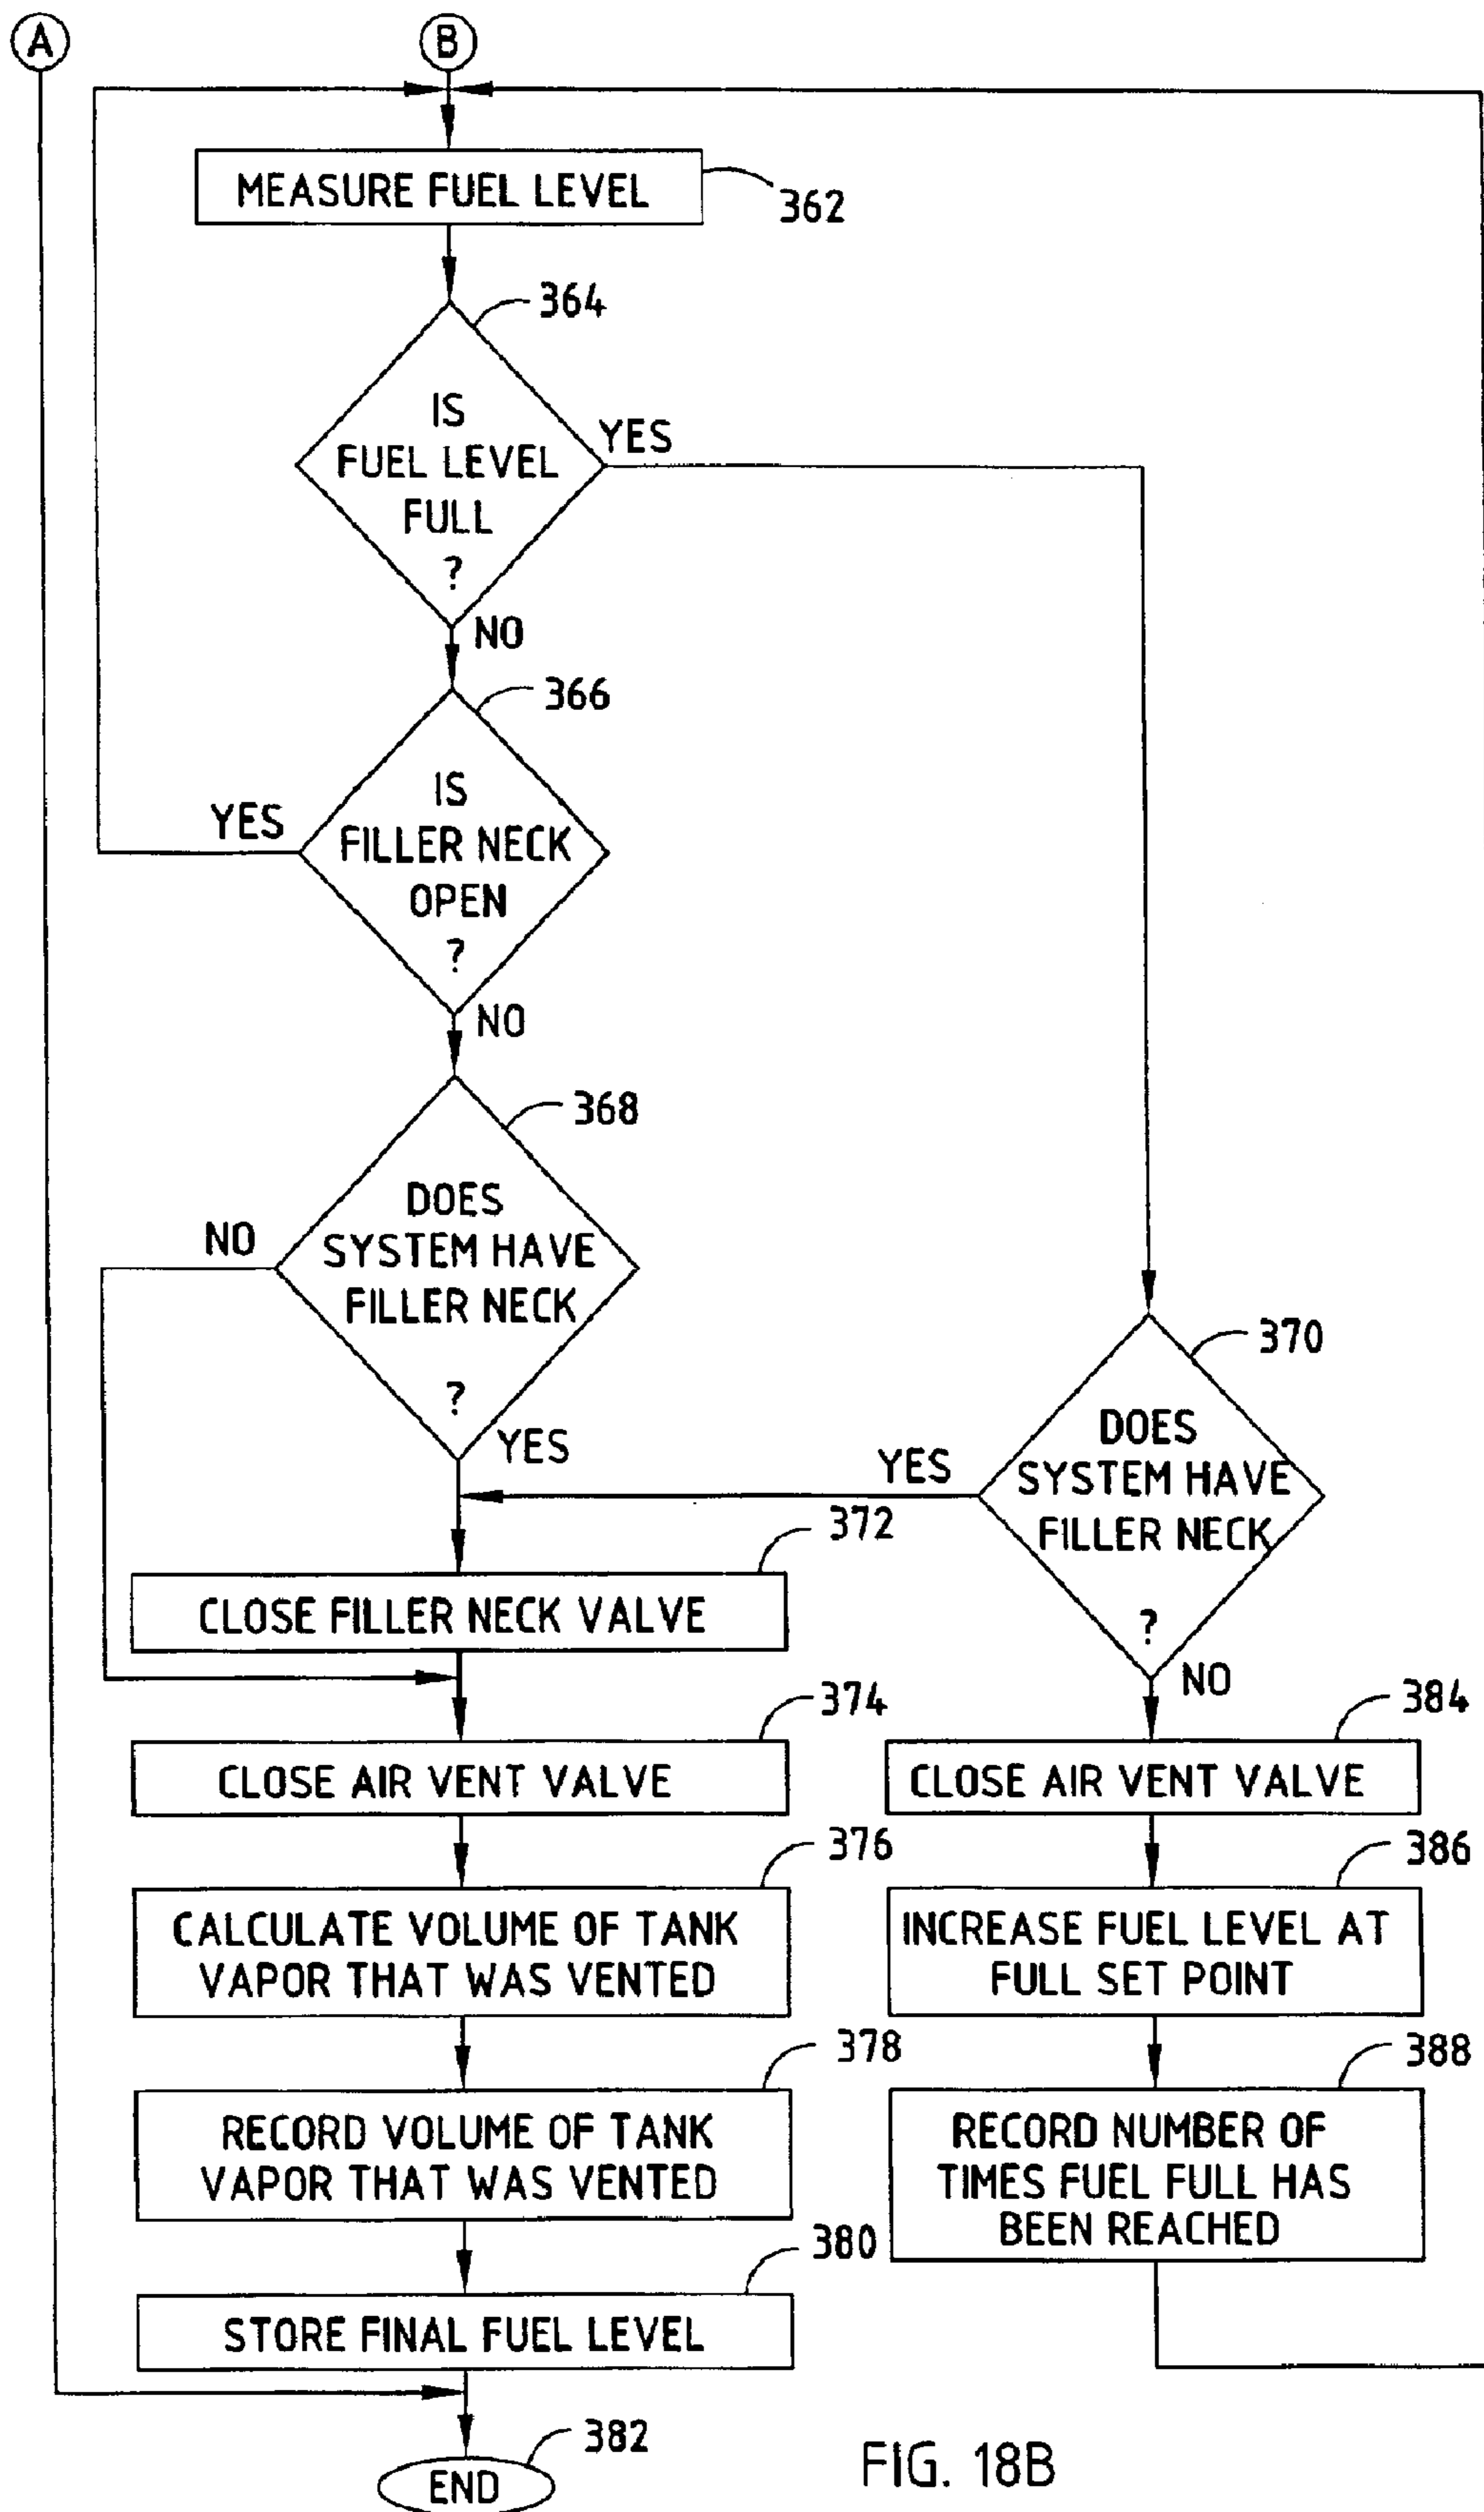 A
B
MEASURE FUEL LEVEL
362
364
IS
FUEL LEVEL
FULL
?
YES
NO
366
IS
FILLER NECK
OPEN
?
YES
NO
368
DOES
SYSTEM HAVE
FILLER NECK
?
NO
YES
370
DOES
SYSTEM HAVE
FILLER NECK
?
YES
NO
372
CLOSE FILLER NECK VALVE
374
CLOSE AIR VENT VALVE
384
CLOSE AIR VENT VALVE
376
CALCULATE VOLUME OF TANK
VAPOR THAT WAS VENTED
386
INCREASE FUEL LEVEL AT
FULL SET POINT
378
RECORD VOLUME OF TANK
VAPOR THAT WAS VENTED
388
RECORD NUMBER OF
TIMES FUEL FULL HAS
BEEN REACHED
380
STORE FINAL FUEL LEVEL
382
END
FIG. 18B